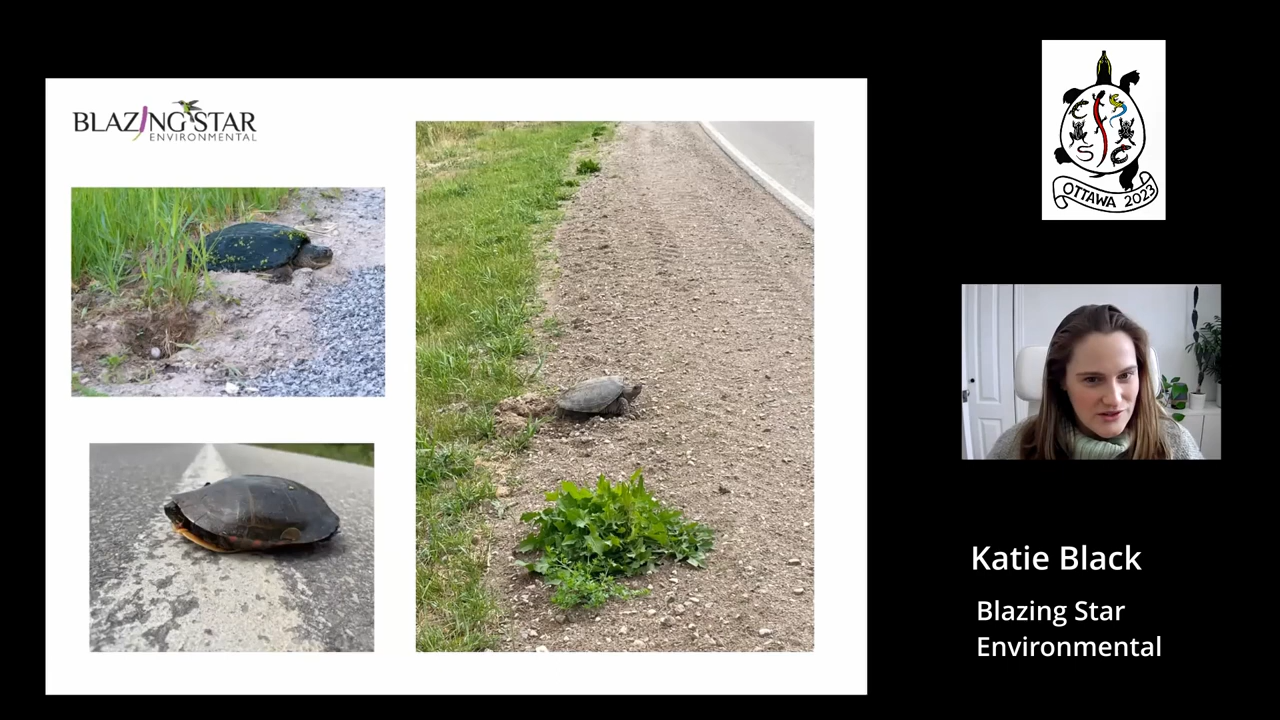 BLAZING STAR
ENVIRONMENTAL
C S C
OTTAWA 2023
Katie Black
Blazing Star
Environmental